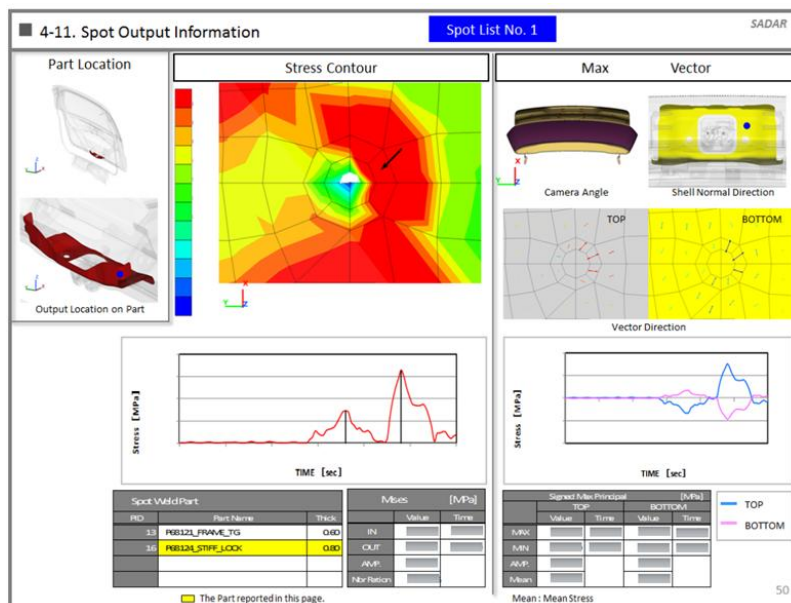 4-11. Spot Output Information
Spot List No. 1
SADAR
Part Location
Stress Contour
Max Vector
Camera Angle
Shell Normal Direction
TOP
BOTTOM
Output Location on Part
Vector Direction
Stress [MPa]
TIME [sec]
Stress [MPa]
TIME [sec]
Spot Weld Part
PID Part Name Thick
13 P68121_FRAME_TG 0.60
16 P68124_STIFF_LOCK 0.80
Mises [MPa]
Value Time
IN
OUT
AMP.
Nbr Ration
Signed Max Principal [MPa]
TOP BOTTOM
Value Time Value Time
MAX
MIN
AMP.
Mean
TOP
BOTTOM
The Part reported in this page.
Mean : Mean Stress
50